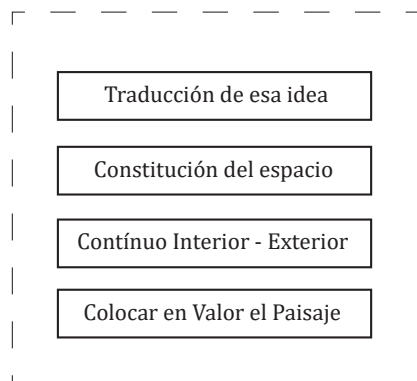 Traducción de esa idea
Constitución del espacio
Contínuo Interior - Exterior
Colocar en Valor el Paisaje